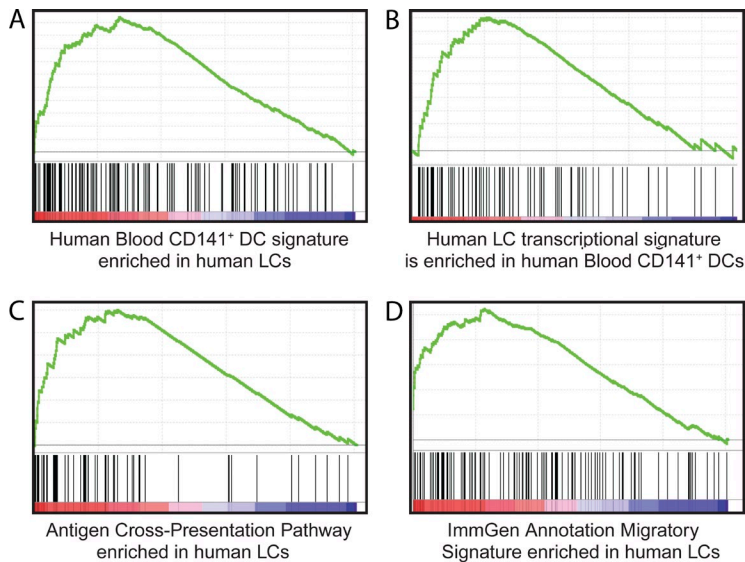 A
B
Human Blood CD141⁺ DC signature
enriched in human LCs
Human LC transcriptional signature
is enriched in human Blood CD141⁺ DCs
C
D
Antigen Cross-Presentation Pathway
enriched in human LCs
ImmGen Annotation Migratory
Signature enriched in human LCs